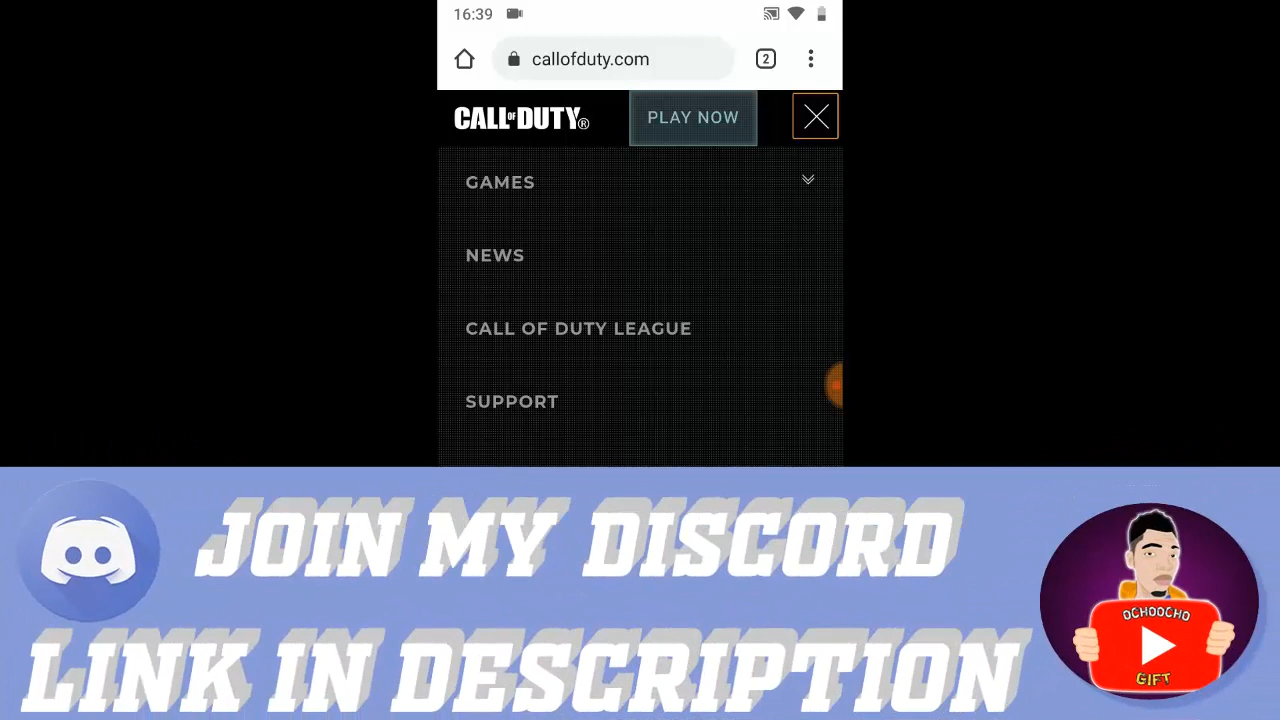 16:39
callofduty.com
2
CALL OF DUTY®
PLAY NOW
GAMES
NEWS
CALL OF DUTY LEAGUE
SUPPORT
JOIN MY DISCORD
LINK IN DESCRIPTION
OCHOOCHO
GIFT